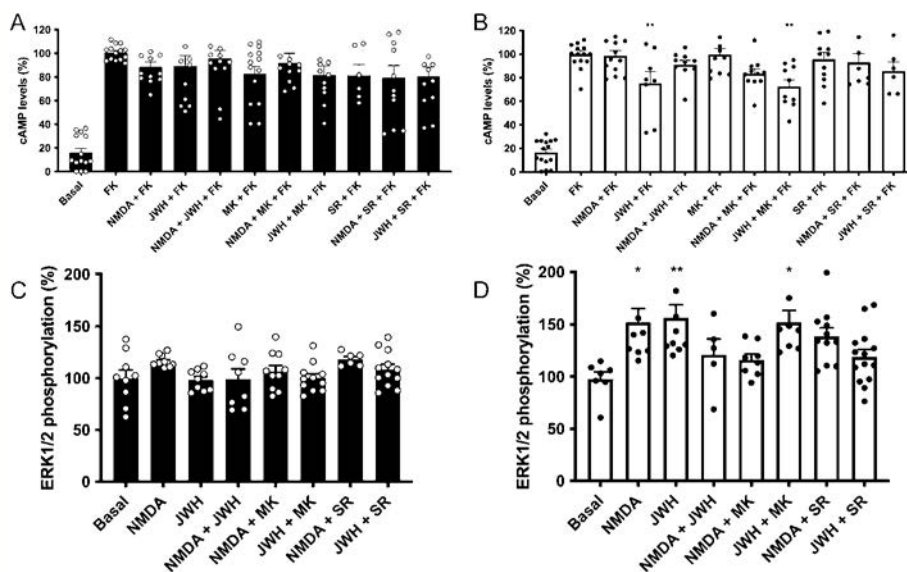 A
cAMP levels (%)
120
100
80
60
40
20
0
Basal
FK
NMDA + FK
JWH + FK
NMDA + JWH + FK
MK + FK
NMDA + MK + FK
JWH + MK + FK
SR + FK
NMDA + SR + FK
JWH + SR + FK
B
cAMP levels (%)
120
100
80
60
40
20
0
**
**
Basal
FK
NMDA + FK
JWH + FK
NMDA + JWH + FK
MK + FK
NMDA + MK + FK
JWH + MK + FK
SR + FK
NMDA + SR + FK
JWH + SR + FK
C
ERK1/2 phosphorylation (%)
200
150
100
50
0
Basal
NMDA
JWH
NMDA + JWH
NMDA + MK
JWH + MK
NMDA + SR
JWH + SR
D
ERK1/2 phosphorylation (%)
200
150
100
50
0
*
**
*
Basal
NMDA
JWH
NMDA + JWH
NMDA + MK
JWH + MK
NMDA + SR
JWH + SR